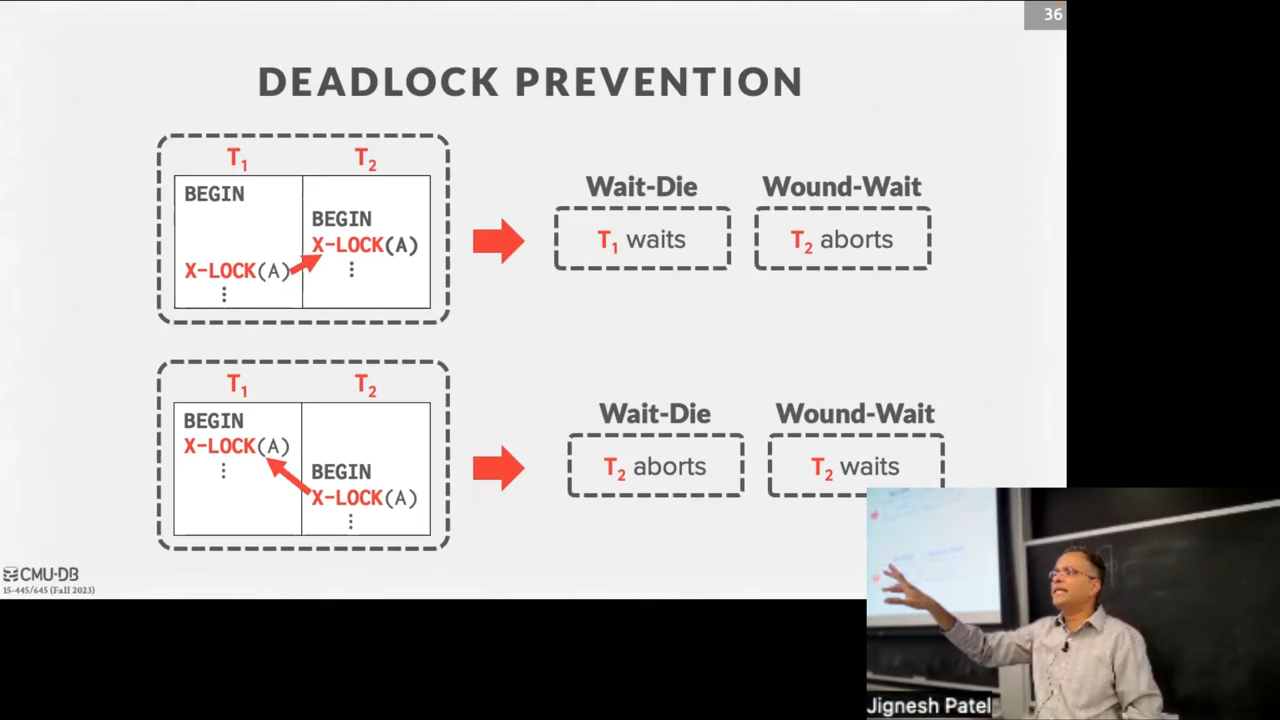 36
DEADLOCK PREVENTION
T1 T2
BEGIN
BEGIN
X-LOCK(A)
X-LOCK(A)
⋮
⋮
Wait-Die Wound-Wait
T1 waits T2 aborts
T1 T2
BEGIN
X-LOCK(A)
⋮
BEGIN
X-LOCK(A)
⋮
Wait-Die Wound-Wait
T2 aborts T2 waits
CMU·DB
15-445/645 (Fall 2023)
Jignesh Patel